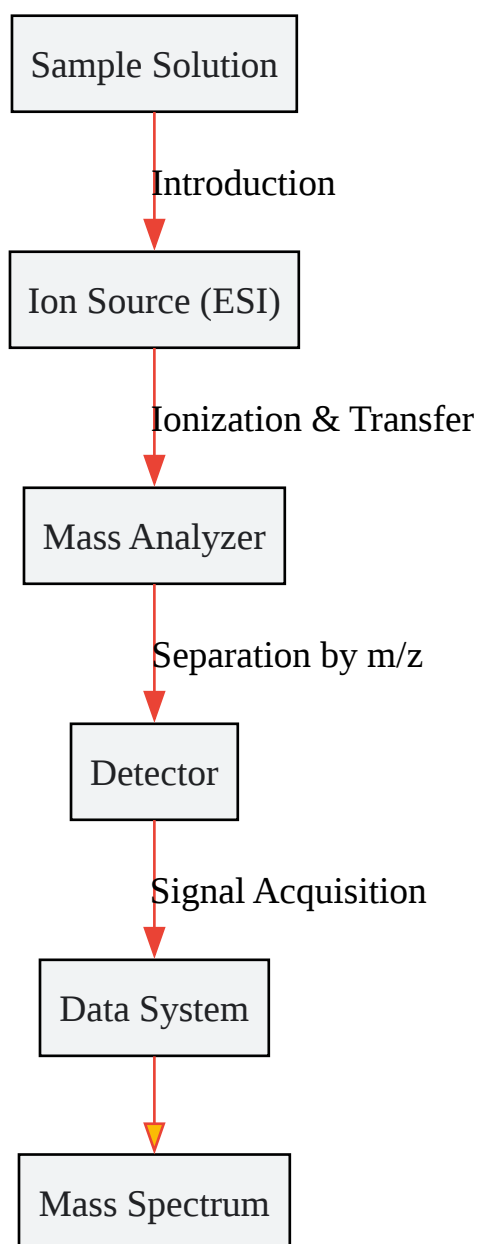 Sample Solution
Introduction
Ion Source (ESI)
Ionization & Transfer
Mass Analyzer
Separation by m/z
Detector
Signal Acquisition
Data System
Mass Spectrum